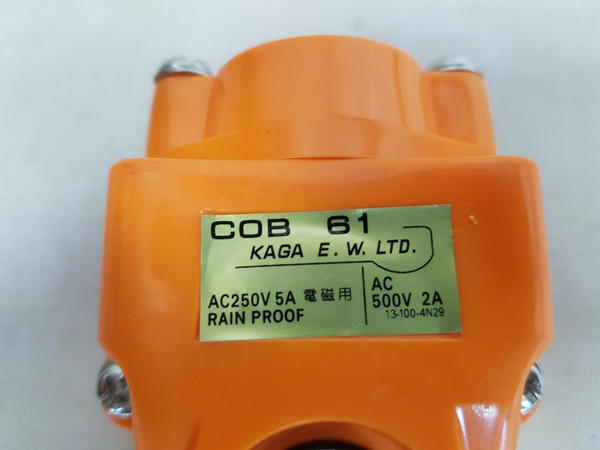 COB 61
KAGA E.W. LTD.
AC250V 5A 電磁用
RAIN PROOF
AC
500V 2A
13-100-4N29